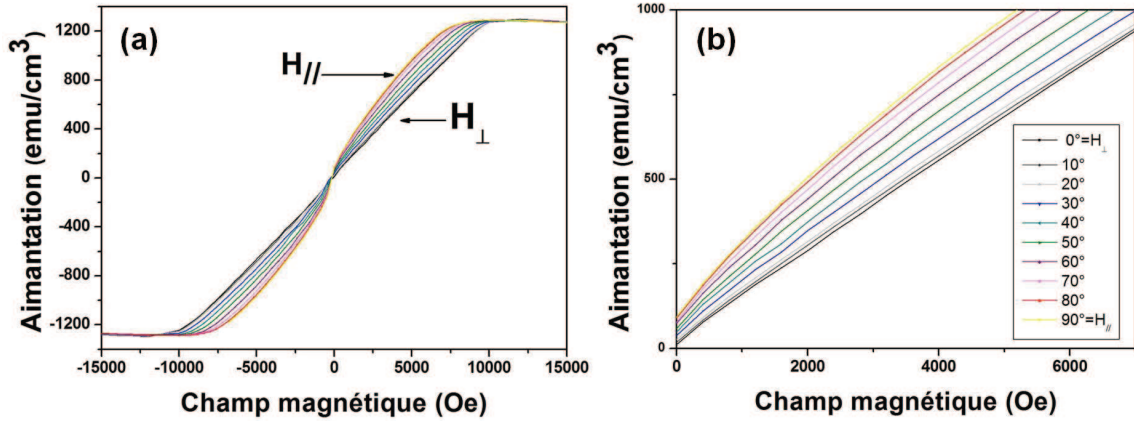 (a)
H//
H⊥
Aimantation (emu/cm³)
1200
800
400
0
-400
-800
-1200
-15000 -10000 -5000 0 5000 10000 15000
Champ magnétique (Oe)
(b)
Aimantation (emu/cm³)
1000
500
0
0 2000 4000 6000
Champ magnétique (Oe)
0°=H⊥
10°
20°
30°
40°
50°
60°
70°
80°
90°=H//